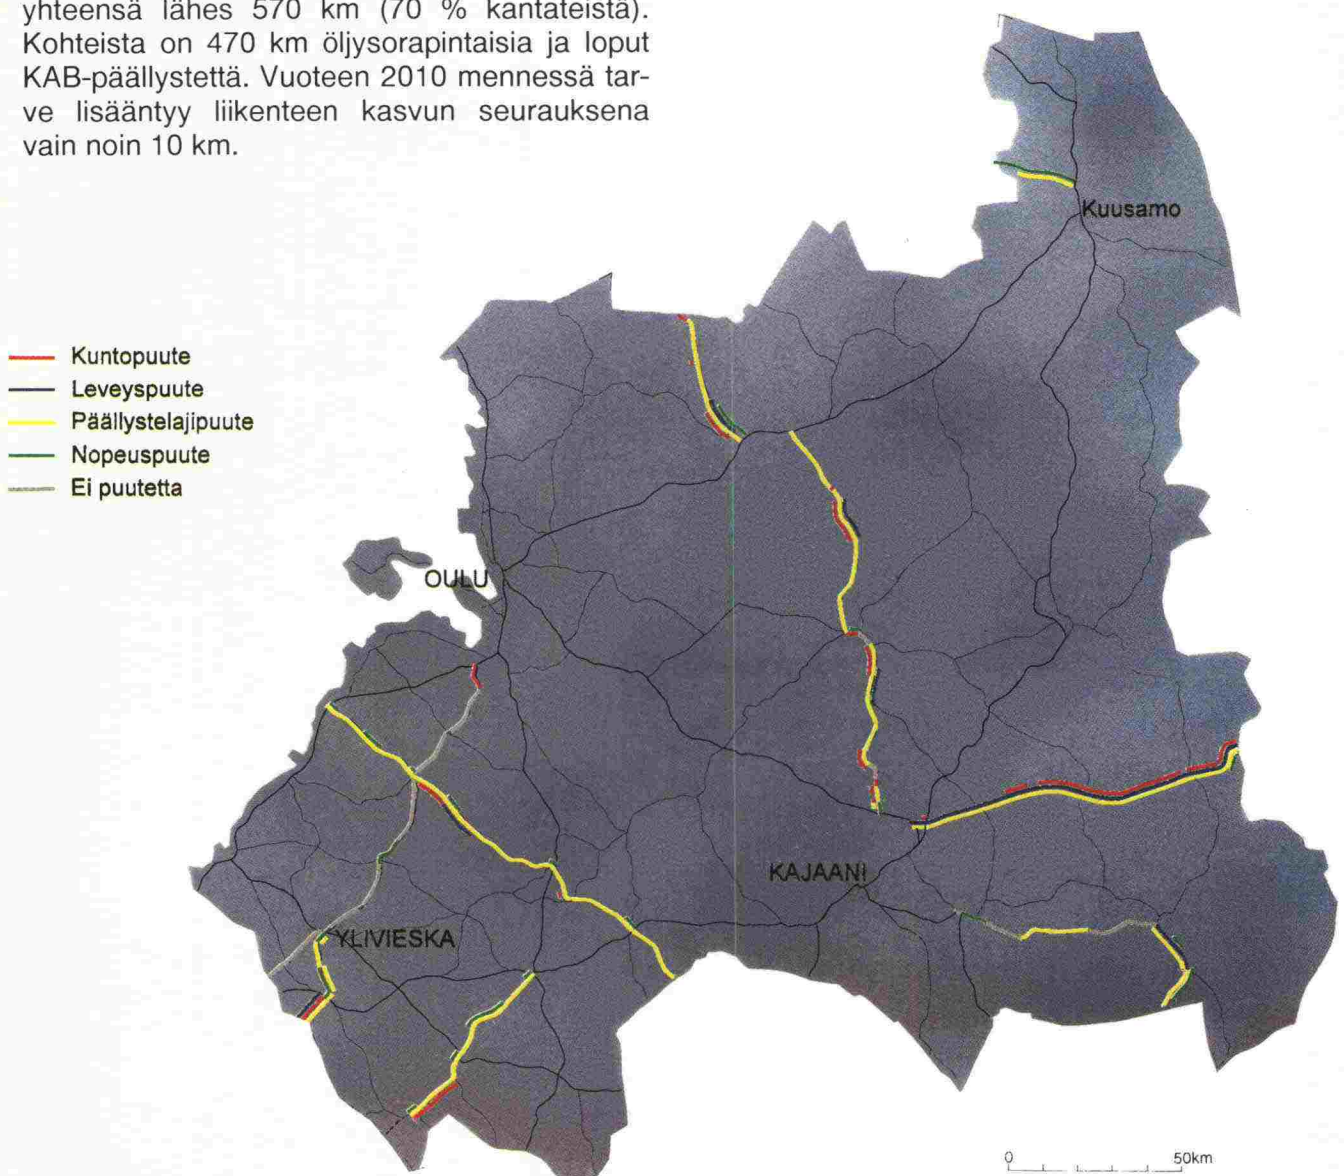 yhteensä lähes 570 km (70 % kantateistä).
Kohteista on 470 km öljysorapintaisia ja loput
KAB-päällystettä. Vuoteen 2010 mennessä tar-
ve lisääntyy liikenteen kasvun seurauksena
vain noin 10 km.
Kuusamo
Kuntopuute
Leveyspuute
Päällystelajipuute
Nopeuspuute
Ei puutetta
OULU
KAJAANI
YLIVIESKA
0 50km